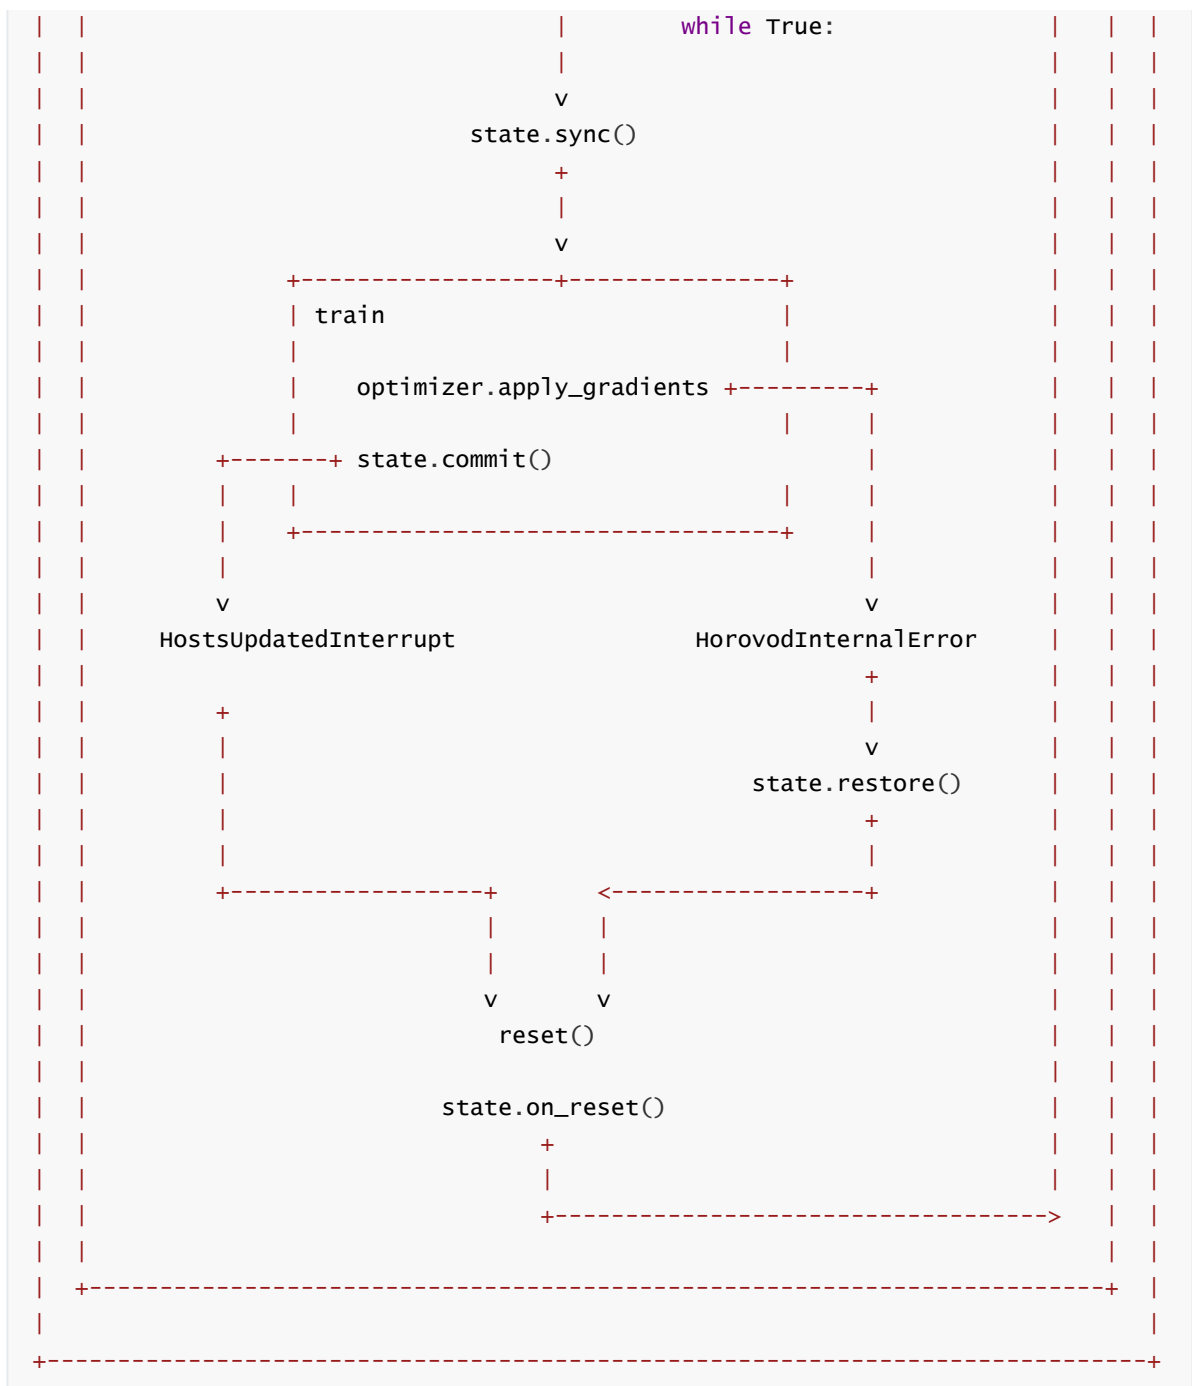 while True:
v
state.sync()
+
v
+------------------+---------------+
train
optimizer.apply_gradients +---------+
+-------+ state.commit()
+----------------------------------+
v v
HostsUpdatedInterrupt HorovodInternalError
+
+
v
state.restore()
+
+------------------+ <------------------+
v v
reset()
state.on_reset()
+
+----------------------------------->
+------------------------------------------------------------------------+
+------------------------------------------------------------------------------+